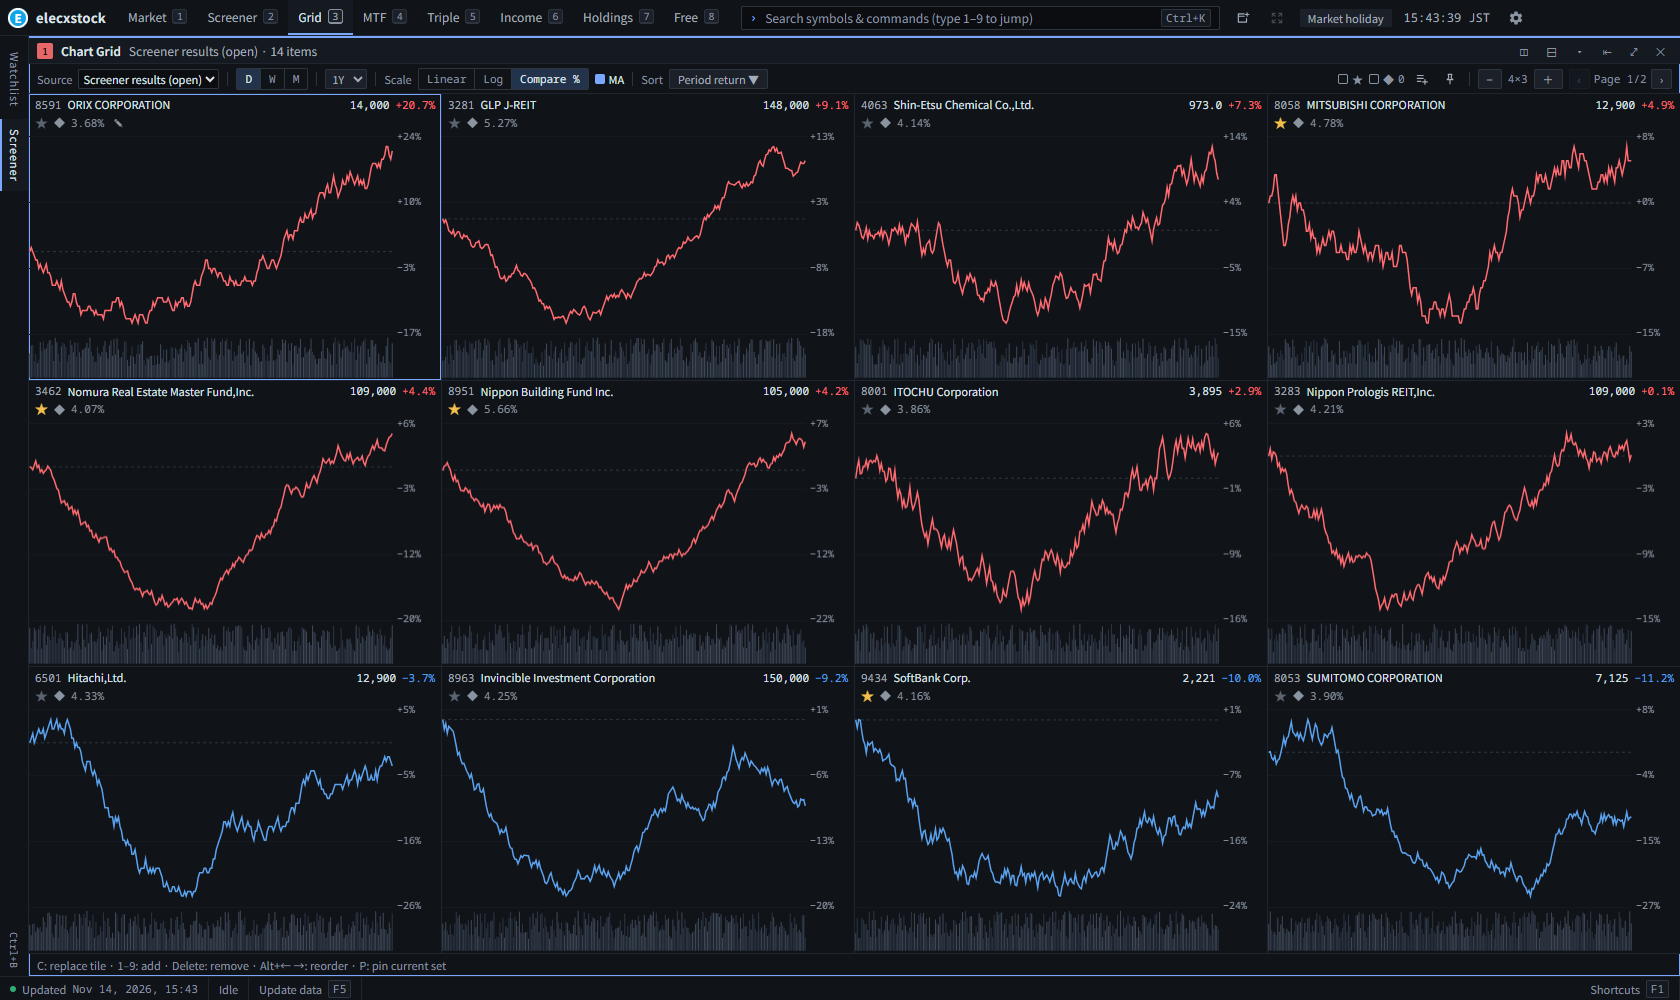 elecxstock Market 1 Screener 2 Grid 3 MTF 4 Triple 5 Income 6 Holdings 7 Free 8 › Search symbols & commands (type 1–9 to jump) Ctrl+K Market holiday 15:43:39 JST
Watchlist
Screener
Ctrl+B
1 Chart Grid Screener results (open) · 14 items
Source Screener results (open) D W M 1Y Scale Linear Log Compare % MA Sort Period return ▼ ★ ◆ 0 − 4×3 + ‹ Page 1/2 ›
8591 ORIX CORPORATION 14,000 +20.7%
★ ◆ 3.68%
+24%
+10%
−3%
−17%
3281 GLP J-REIT 148,000 +9.1%
★ ◆ 5.27%
+13%
+3%
−8%
−18%
4063 Shin-Etsu Chemical Co.,Ltd. 973.0 +7.3%
★ ◆ 4.14%
+14%
+4%
−5%
−15%
8058 MITSUBISHI CORPORATION 12,900 +4.9%
★ ◆ 4.78%
+8%
+0%
−7%
−15%
3462 Nomura Real Estate Master Fund,Inc. 109,000 +4.4%
★ ◆ 4.07%
+6%
−3%
−12%
−20%
8951 Nippon Building Fund Inc. 105,000 +4.2%
★ ◆ 5.66%
+7%
−3%
−12%
−22%
8001 ITOCHU Corporation 3,895 +2.9%
★ ◆ 3.86%
+6%
−1%
−9%
−16%
3283 Nippon Prologis REIT,Inc. 109,000 +0.1%
★ ◆ 4.21%
+3%
−3%
−9%
−15%
6501 Hitachi,Ltd. 12,900 −3.7%
★ ◆ 4.33%
+5%
−5%
−16%
−26%
8963 Invincible Investment Corporation 150,000 −9.2%
★ ◆ 4.25%
+1%
−6%
−13%
−20%
9434 SoftBank Corp. 2,221 −10.0%
★ ◆ 4.16%
+1%
−7%
−16%
−24%
8053 SUMITOMO CORPORATION 7,125 −11.2%
★ ◆ 3.90%
+8%
−4%
−15%
−27%
C: replace tile · 1–9: add · Delete: remove · Alt+←→: reorder · P: pin current set
Updated Nov 14, 2026, 15:43 Idle Update data F5 Shortcuts F1